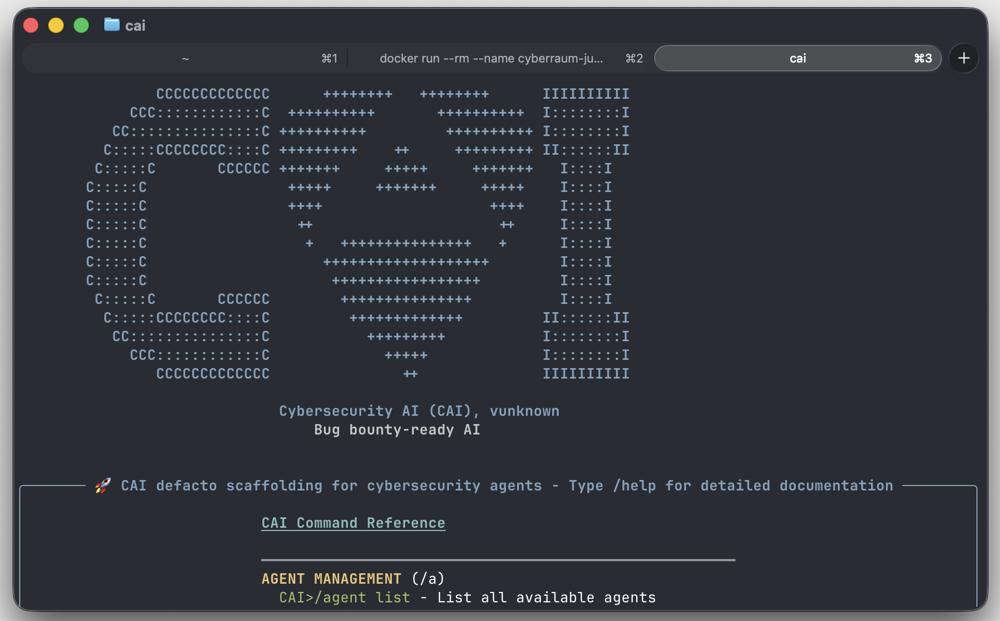 cai
~ ⌘1 docker run --rm --name cyberraum-ju... ⌘2 cai ⌘3 +
CCCCCCCCCCCCC      ++++++++   ++++++++      IIIIIIIIII
CCC::::::::::::C  ++++++++++       ++++++++++  I::::::::I
CC:::::::::::::::C ++++++++++         ++++++++++ I::::::::I
C:::::CCCCCCCC::::C +++++++++    ++     +++++++++ II::::::II
C:::::C       CCCCCC +++++++     +++++     +++++++   I::::I
C:::::C                +++++     +++++++     +++++    I::::I
C:::::C                ++++                   ++++    I::::I
C:::::C                 ++                     ++     I::::I
C:::::C                  +   +++++++++++++++   +      I::::I
C:::::C                    +++++++++++++++++++        I::::I
C:::::C                     +++++++++++++++++         I::::I
C:::::C       CCCCCC        +++++++++++++++          I::::I
C:::::CCCCCCCC::::C         +++++++++++++         II::::::II
CC:::::::::::::::C           +++++++++           I::::::::I
CCC::::::::::::C             +++++             I::::::::I
CCCCCCCCCCCCC               ++              IIIIIIIIII
Cybersecurity AI (CAI), vunknown
Bug bounty-ready AI
🚀 CAI defacto scaffolding for cybersecurity agents - Type /help for detailed documentation
CAI Command Reference
AGENT MANAGEMENT (/a)
CAI>/agent list - List all available agents